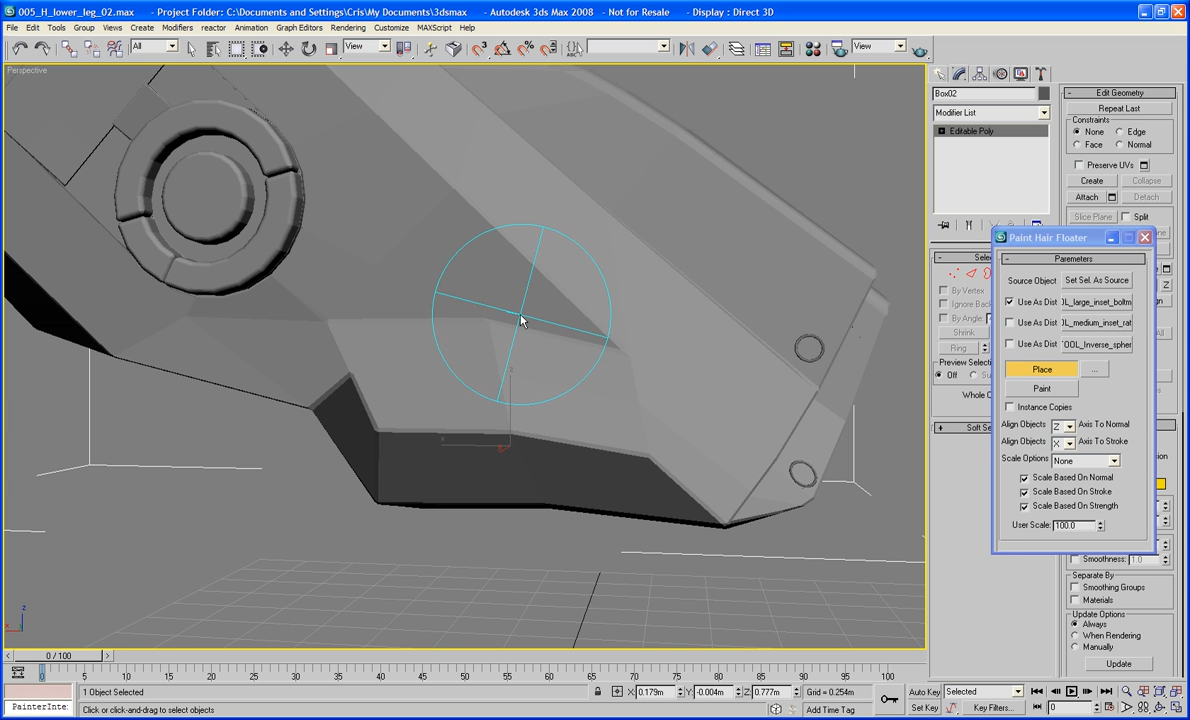 005_H_lower_leg_02.max - Project Folder: C:\Documents and Settings\Cris\My Documents\3dsmax - Autodesk 3ds Max 2008 - Not for Resale - Display : Direct 3D
File Edit Tools Group Views Create Modifiers reactor Animation Graph Editors Rendering Customize MAXScript Help
All View View
Perspective
Box02
Modifier List
Editable Poly
Edit Geometry
Repeat Last
Constraints
None Edge
Face Normal
Preserve UVs
Create Collapse
Attach Detach
Slice Plane Split
Paint Hair Floater
Parameters
Source Object Set Sel. As Source
Use As Dist
Use As Dist
Use As Dist
Place ...
Paint
Instance Copies
Align Objects Z Axis To Normal
Align Objects X Axis To Stroke
Scale Options None
Scale Based On Normal
Scale Based On Stroke
Scale Based On Strength
User Scale: 100.0
By Vertex
Ignore Back
By Angle:
Shrink
Ring
Preview Selecti
Off
Whole O
Soft Se
Smoothness: 1.0
Separate By
Smoothing Groups
Materials
Update Options
Always
When Rendering
Manually
Update
0 / 100
0 5 10 15 20 25 30 35 40 45 50 55 60 65 70 75 80 85 90 95 100
1 Object Selected X: 0.179m Y: -0.004m Z: 0.777m Grid = 0.254m Auto Key Selected
PainterInte: Click or click-and-drag to select objects Add Time Tag Set Key Key Filters... 0